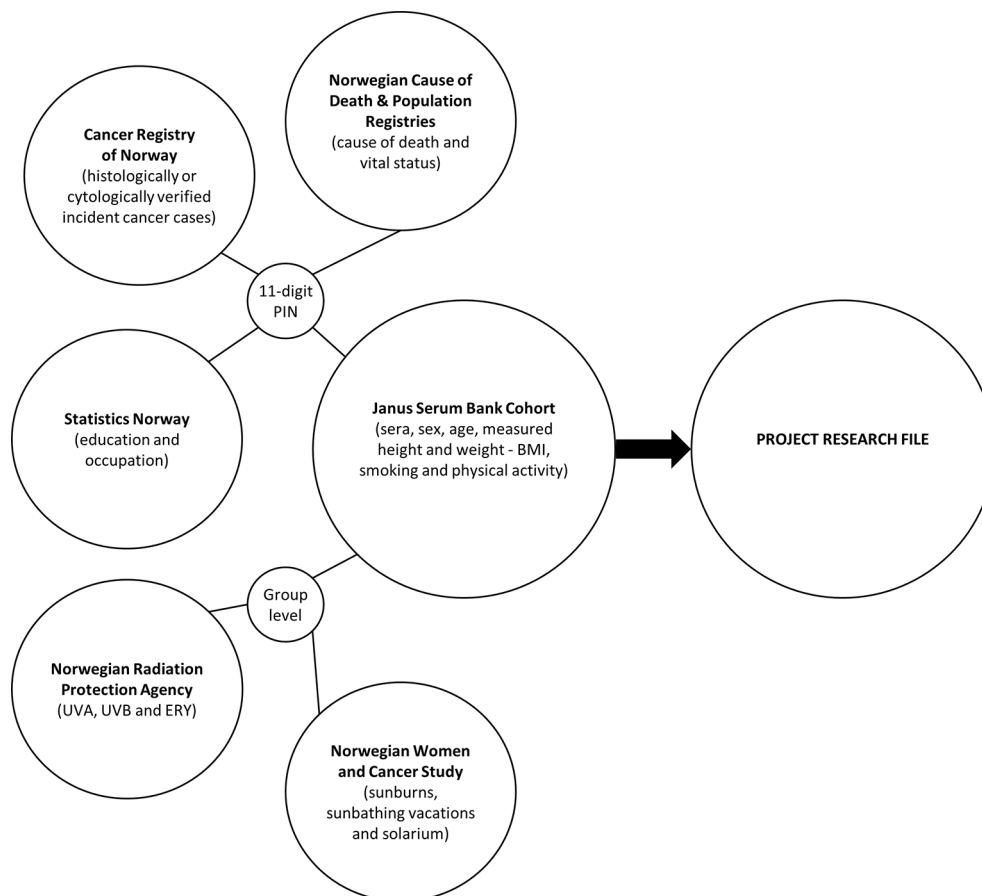 Norwegian Cause of
Death & Population
Registries
(cause of death and
vital status)
Cancer Registry
of Norway
(histologically or
cytologically verified
incident cancer cases)
11-digit
PIN
Statistics Norway
(education and
occupation)
Janus Serum Bank Cohort
(sera, sex, age, measured
height and weight - BMI,
smoking and physical activity)
PROJECT RESEARCH FILE
Group
level
Norwegian Radiation
Protection Agency
(UVA, UVB and ERY)
Norwegian Women
and Cancer Study
(sunburns,
sunbathing vacations
and solarium)